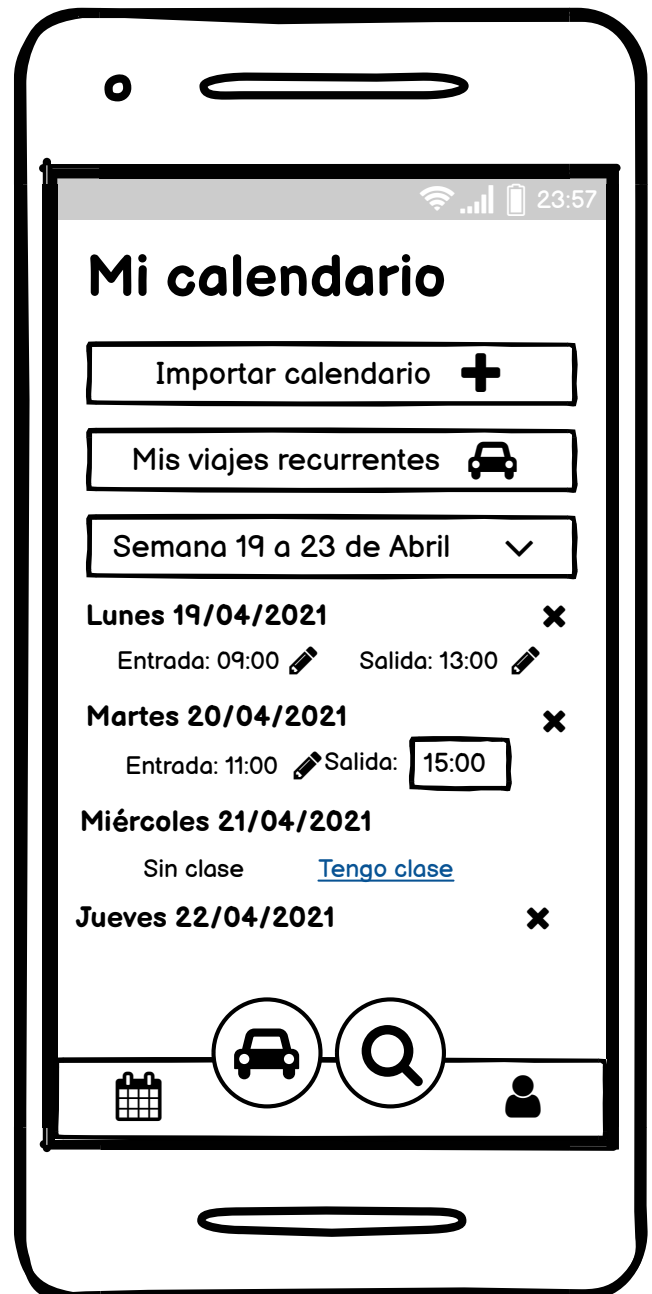 23:57
Mi calendario
Importar calendario
Mis viajes recurrentes
Semana 19 a 23 de Abril
Lunes 19/04/2021
Entrada: 09:00 Salida: 13:00
Martes 20/04/2021
Entrada: 11:00 Salida: 15:00
Miércoles 21/04/2021
Sin clase Tengo clase
Jueves 22/04/2021